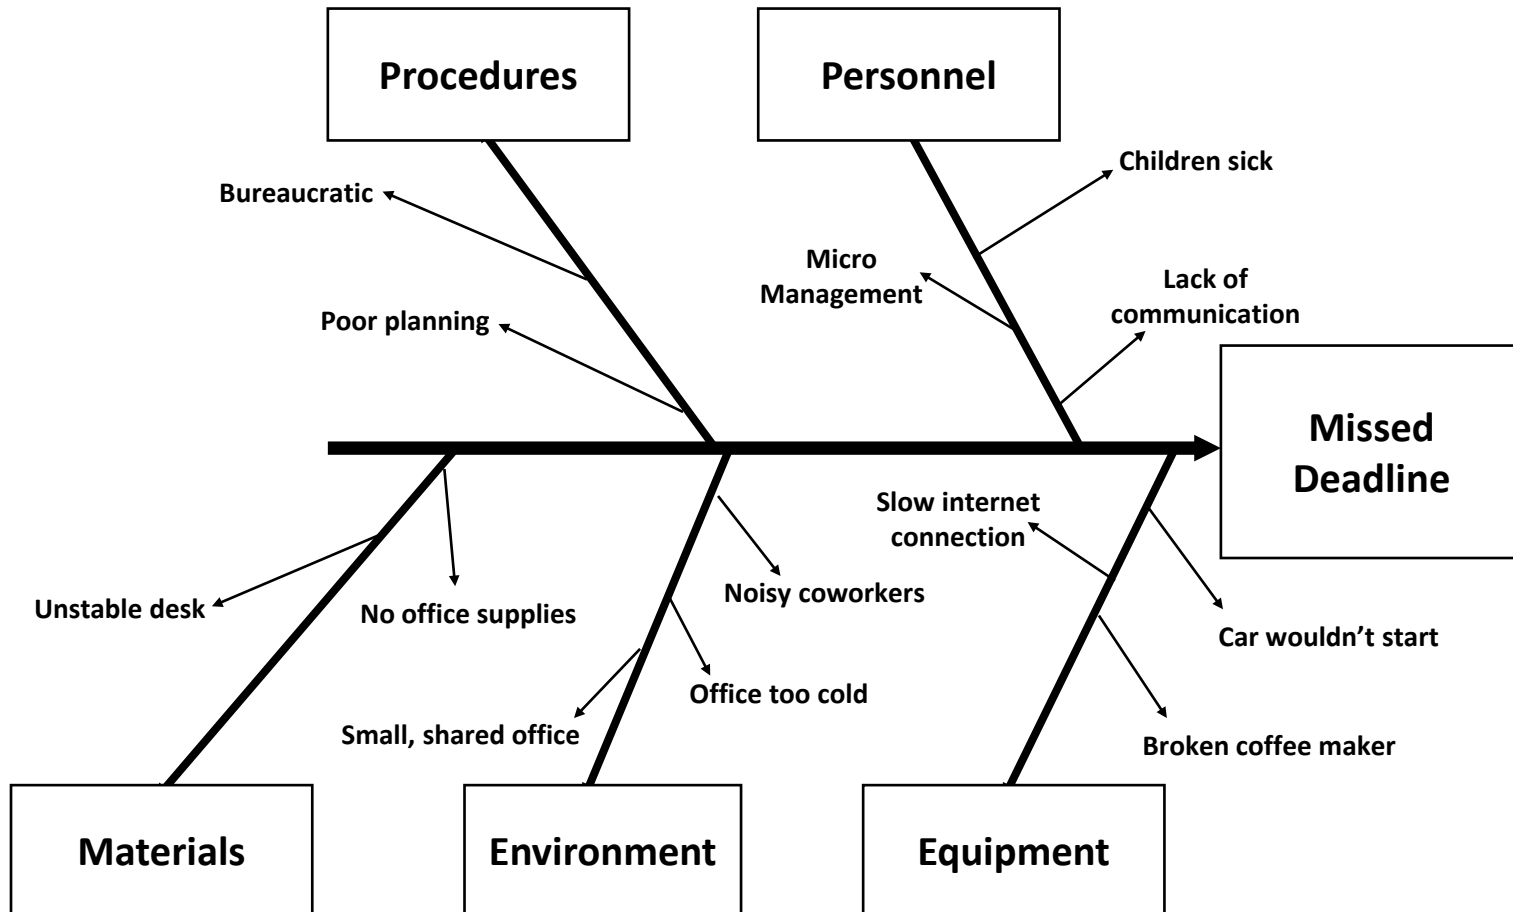 Procedures
Personnel
Children sick
Bureaucratic
Micro
Management
Lack of
communication
Poor planning
Missed
Deadline
Slow internet
connection
Noisy coworkers
Unstable desk
No office supplies
Car wouldn’t start
Office too cold
Small, shared office
Broken coffee maker
Materials
Environment
Equipment